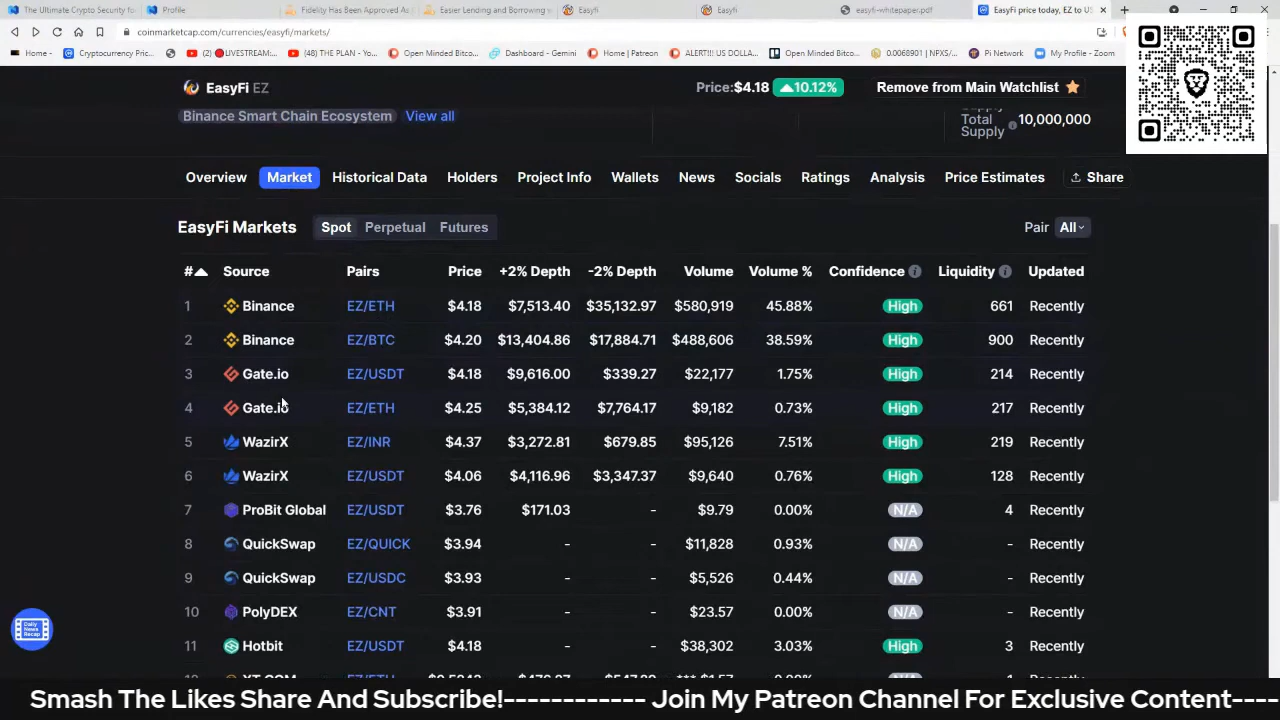 The Ultimate Crypto Security fo
Profile
Fidelity Has Been Approved As
Easier Lending and Borrowing w
Easyfi
Easyfi
easyfi-whitepaper.pdf
EasyFi price today, EZ to US
coinmarketcap.com/currencies/easyfi/markets/
Home -
Cryptocurrency Pric...
(2) LIVESTREAM:...
(48) THE PLAN - Yo...
Open Minded Bitco...
Dashboard - Gemini
Home | Patreon
ALERT!!! US DOLLA...
Open Minded Bitco...
0.0068901 | NPXS/...
Pi Network
My Profile - Zoom
EasyFi EZ
Price:$4.18 10.12%
Remove from Main Watchlist
Binance Smart Chain Ecosystem
View all
Supply
Total
Supply
10,000,000
Overview Market Historical Data Holders Project Info Wallets News Socials Ratings Analysis Price Estimates Share
EasyFi Markets Spot Perpetual Futures Pair All
# Source Pairs Price +2% Depth -2% Depth Volume Volume % Confidence Liquidity Updated
1 Binance EZ/ETH $4.18 $7,513.40 $35,132.97 $580,919 45.88% High 661 Recently
2 Binance EZ/BTC $4.20 $13,404.86 $17,884.71 $488,606 38.59% High 900 Recently
3 Gate.io EZ/USDT $4.18 $9,616.00 $339.27 $22,177 1.75% High 214 Recently
4 Gate.io EZ/ETH $4.25 $5,384.12 $7,764.17 $9,182 0.73% High 217 Recently
5 WazirX EZ/INR $4.37 $3,272.81 $679.85 $95,126 7.51% High 219 Recently
6 WazirX EZ/USDT $4.06 $4,116.96 $3,347.37 $9,640 0.76% High 128 Recently
7 ProBit Global EZ/USDT $3.76 $171.03 - $9.79 0.00% N/A 4 Recently
8 QuickSwap EZ/QUICK $3.94 - - $11,828 0.93% N/A - Recently
9 QuickSwap EZ/USDC $3.93 - - $5,526 0.44% N/A - Recently
10 PolyDEX EZ/CNT $3.91 - - $23.57 0.00% N/A - Recently
11 Hotbit EZ/USDT $4.18 $38,302 3.03% High 3 Recently
Daily
News
Recap
Smash The Likes Share And Subscribe!------------ Join My Patreon Channel For Exclusive Content----